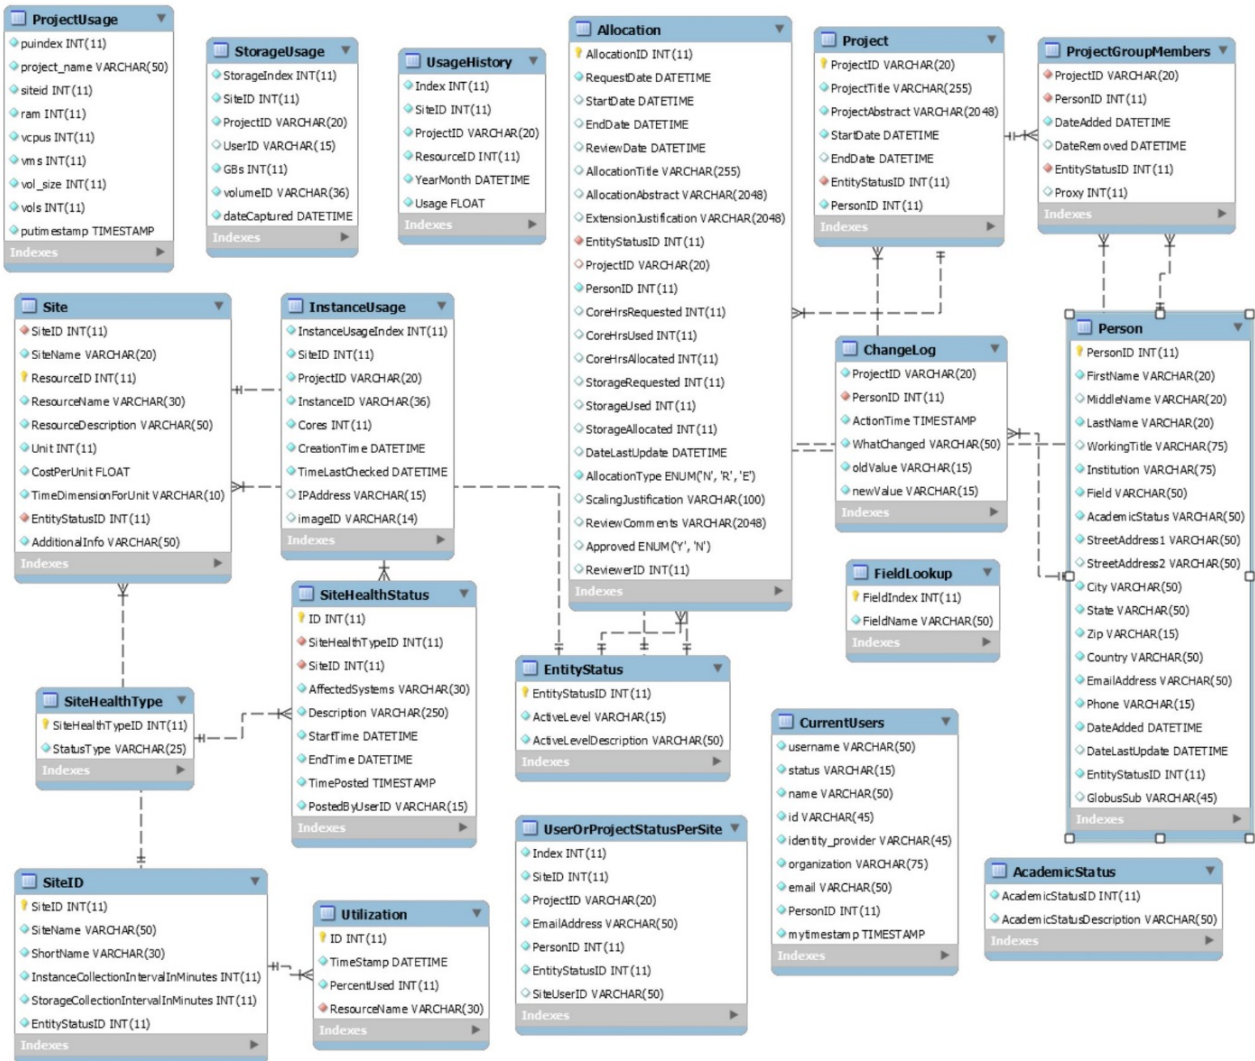 ProjectUsage
puindex INT(11)
project_name VARCHAR(50)
siteid INT(11)
ram INT(11)
vcpus INT(11)
vms INT(11)
vol_size INT(11)
vols INT(11)
putimestamp TIMESTAMP
Indexes
StorageUsage
StorageIndex INT(11)
SiteID INT(11)
ProjectID VARCHAR(20)
UserID VARCHAR(15)
GBs INT(11)
volumeID VARCHAR(36)
dateCaptured DATETIME
Indexes
UsageHistory
Index INT(11)
SiteID INT(11)
ProjectID VARCHAR(20)
ResourceID INT(11)
YearMonth DATETIME
Usage FLOAT
Indexes
Allocation
AllocationID INT(11)
RequestDate DATETIME
StartDate DATETIME
EndDate DATETIME
ReviewDate DATETIME
AllocationTitle VARCHAR(255)
AllocationAbstract VARCHAR(2048)
ExtensionJustification VARCHAR(2048)
EntityStatusID INT(11)
ProjectID VARCHAR(20)
PersonID INT(11)
CoreHrsRequested INT(11)
CoreHrsUsed INT(11)
CoreHrsAllocated INT(11)
StorageRequested INT(11)
StorageUsed INT(11)
StorageAllocated INT(11)
DateLastUpdate DATETIME
AllocationType ENUM('N', 'R', 'E')
ScalingJustification VARCHAR(100)
ReviewComments VARCHAR(2048)
Approved ENUM('Y', 'N')
ReviewerID INT(11)
Indexes
Project
ProjectID VARCHAR(20)
ProjectTitle VARCHAR(255)
ProjectAbstract VARCHAR(2048)
StartDate DATETIME
EndDate DATETIME
EntityStatusID INT(11)
PersonID INT(11)
Indexes
ProjectGroupMembers
ProjectID VARCHAR(20)
PersonID INT(11)
DateAdded DATETIME
DateRemoved DATETIME
EntityStatusID INT(11)
Proxy INT(11)
Indexes
Site
SiteID INT(11)
SiteName VARCHAR(20)
ResourceID INT(11)
ResourceName VARCHAR(30)
ResourceDescription VARCHAR(50)
Unit INT(11)
CostPerUnit FLOAT
TimeDimensionForUnit VARCHAR(10)
EntityStatusID INT(11)
AdditionalInfo VARCHAR(50)
Indexes
InstanceUsage
InstanceUsageIndex INT(11)
SiteID INT(11)
ProjectID VARCHAR(20)
InstanceID VARCHAR(36)
Cores INT(11)
CreationTime DATETIME
TimeLastChecked DATETIME
IPAddress VARCHAR(15)
imageID VARCHAR(14)
Indexes
ChangeLog
ProjectID VARCHAR(20)
PersonID INT(11)
ActionTime TIMESTAMP
WhatChanged VARCHAR(50)
oldValue VARCHAR(15)
newValue VARCHAR(15)
Indexes
Person
PersonID INT(11)
FirstName VARCHAR(20)
MiddleName VARCHAR(20)
LastName VARCHAR(20)
WorkingTitle VARCHAR(75)
Institution VARCHAR(75)
Field VARCHAR(50)
AcademicStatus VARCHAR(50)
StreetAddress1 VARCHAR(50)
StreetAddress2 VARCHAR(50)
City VARCHAR(50)
State VARCHAR(50)
Zip VARCHAR(15)
Country VARCHAR(50)
EmailAddress VARCHAR(50)
Phone VARCHAR(15)
DateAdded DATETIME
DateLastUpdate DATETIME
EntityStatusID INT(11)
GlobusSub VARCHAR(45)
Indexes
FieldLookup
FieldIndex INT(11)
FieldName VARCHAR(50)
Indexes
SiteHealthStatus
ID INT(11)
SiteHealthTypeID INT(11)
SiteID INT(11)
AffectedSystems VARCHAR(30)
Description VARCHAR(250)
StartTime DATETIME
EndTime DATETIME
TimePosted TIMESTAMP
PostedByUserID VARCHAR(15)
Indexes
SiteHealthType
SiteHealthTypeID INT(11)
StatusType VARCHAR(25)
Indexes
EntityStatus
EntityStatusID INT(11)
ActiveLevel VARCHAR(15)
ActiveLevelDescription VARCHAR(50)
Indexes
CurrentUsers
username VARCHAR(50)
status VARCHAR(15)
name VARCHAR(50)
id VARCHAR(45)
identity_provider VARCHAR(45)
organization VARCHAR(75)
email VARCHAR(50)
PersonID INT(11)
mytimestamp TIMESTAMP
Indexes
UserOrProjectStatusPerSite
Index INT(11)
SiteID INT(11)
ProjectID VARCHAR(20)
EmailAddress VARCHAR(50)
PersonID INT(11)
EntityStatusID INT(11)
SiteUserID VARCHAR(50)
Indexes
AcademicStatus
AcademicStatusID INT(11)
AcademicStatusDescription VARCHAR(50)
Indexes
SiteID
SiteID INT(11)
SiteName VARCHAR(50)
ShortName VARCHAR(30)
InstanceCollectionIntervalInMinutes INT(11)
StorageCollectionIntervalInMinutes INT(11)
EntityStatusID INT(11)
Indexes
Utilization
ID INT(11)
TimeStamp DATETIME
PercentUsed INT(11)
ResourceName VARCHAR(30)
Indexes